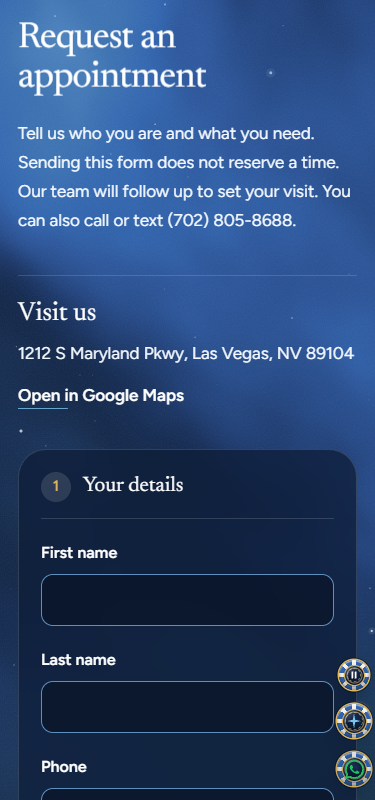 Request an
appointment
Tell us who you are and what you need.
Sending this form does not reserve a time.
Our team will follow up to set your visit. You
can also call or text (702) 805-8688.
Visit us
1212 S Maryland Pkwy, Las Vegas, NV 89104
Open in Google Maps
1 Your details
First name
Last name
Phone